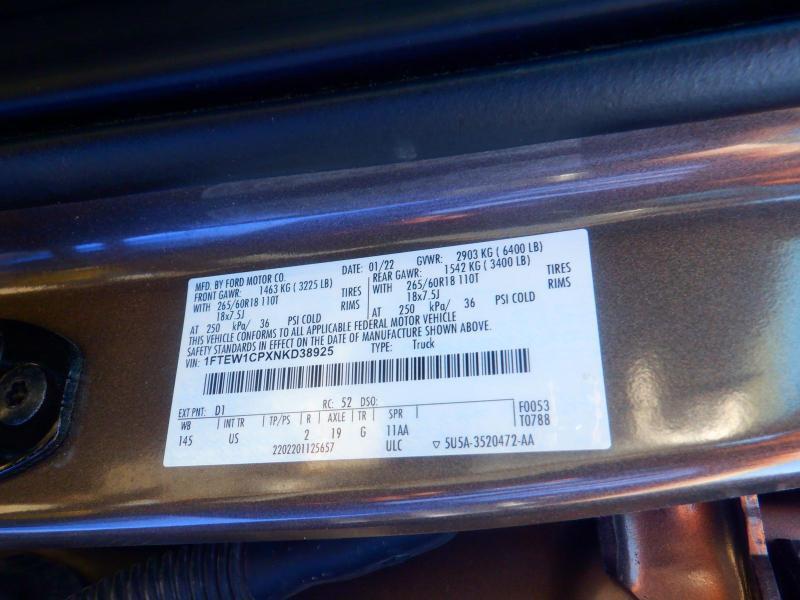 MFD. BY FORD MOTOR CO.
DATE: 01/22 GVWR: 2903 KG ( 6400 LB)
FRONT GAWR: 1463 KG ( 3225 LB)
WITH 265/60R18 110T TIRES
18x7.5J RIMS
AT 250 kPa/ 36 PSI COLD
REAR GAWR: 1542 KG ( 3400 LB)
WITH 265/60R18 110T TIRES
18x7.5J RIMS
AT 250 kPa/ 36 PSI COLD
THIS VEHICLE CONFORMS TO ALL APPLICABLE FEDERAL MOTOR VEHICLE
SAFETY STANDARDS IN EFFECT ON THE DATE OF MANUFACTURE SHOWN ABOVE.
VIN: 1FTEW1CPXNKD38925 TYPE: Truck
EXT PNT: D1 RC: 52 DSO: F0053
WB INT TR TP/PS R AXLE TR SPR T0788
145 US 2 19 G 11AA
2202201125657 ULC ▽ 5U5A-3520472-AA